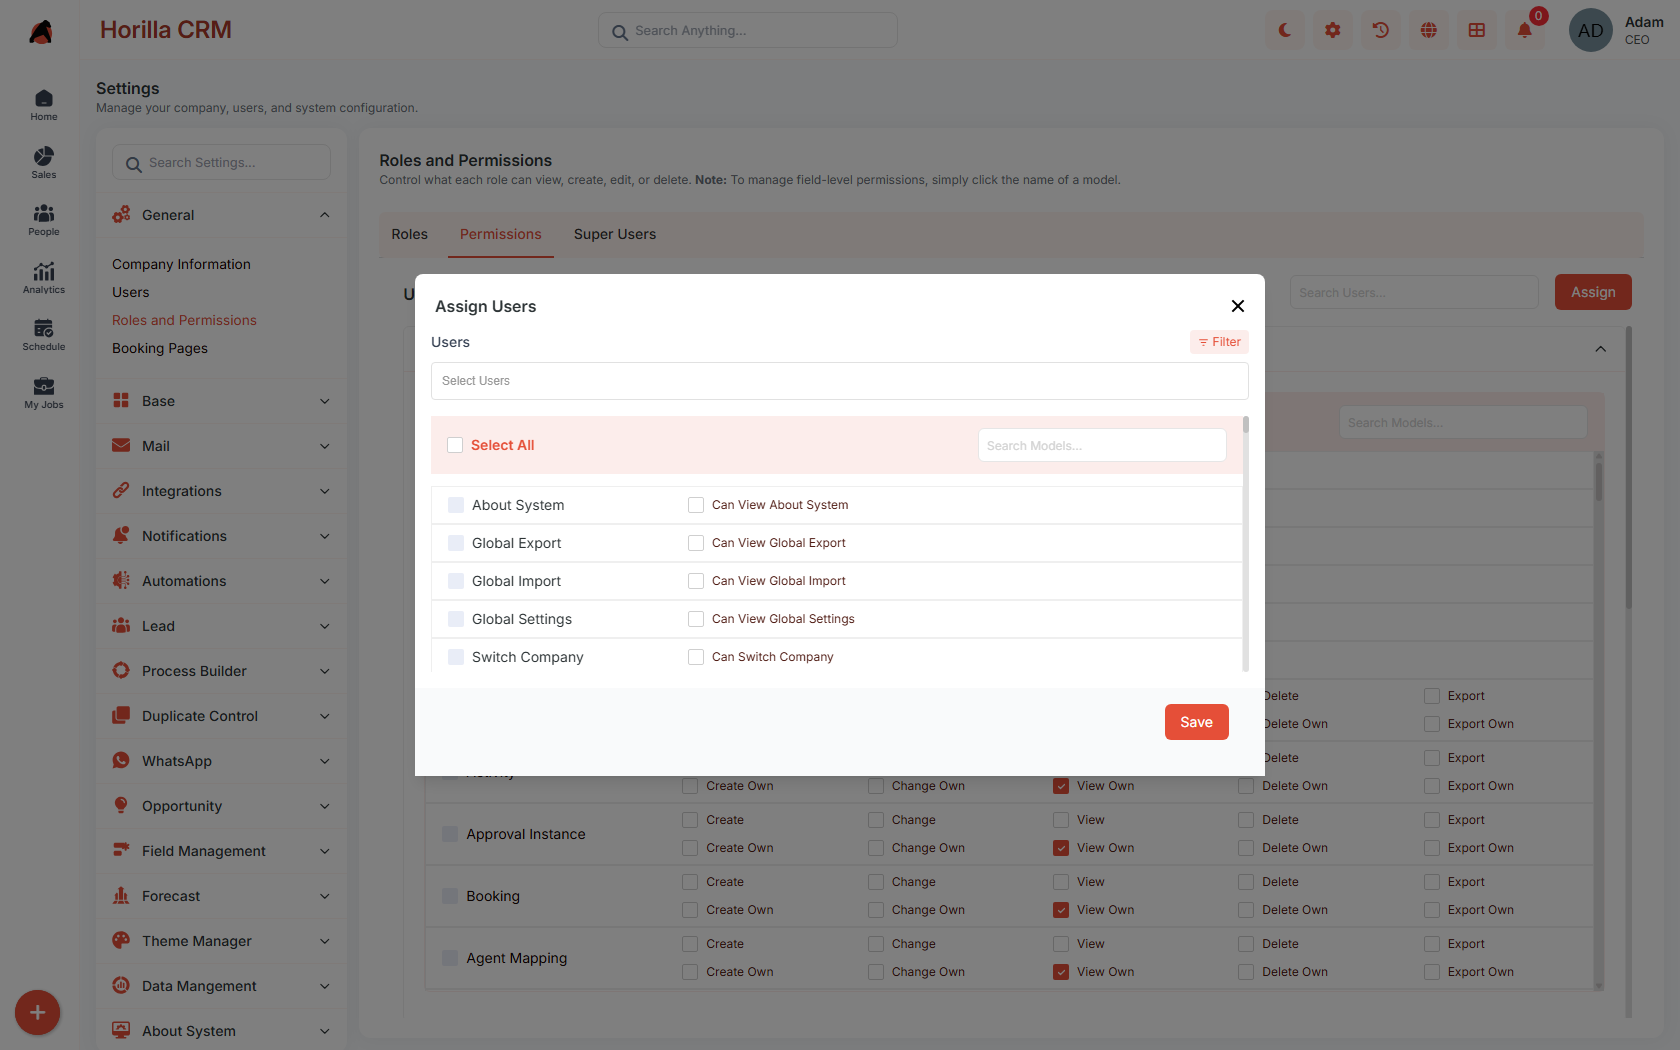 Horilla CRM
Search Anything...
0
AD
Adam
CEO
Home
Sales
People
Analytics
Schedule
My Jobs
Settings
Manage your company, users, and system configuration.
Search Settings...
General
Company Information
Users
Roles and Permissions
Booking Pages
Base
Mail
Integrations
Notifications
Automations
Lead
Process Builder
Duplicate Control
WhatsApp
Opportunity
Field Management
Forecast
Theme Manager
Data Mangement
About System
Roles and Permissions
Control what each role can view, create, edit, or delete. Note: To manage field-level permissions, simply click the name of a model.
Roles Permissions Super Users
Search Users...
Assign
Search Models...
Assign Users
Users
Filter
Select Users
Select All
Search Models...
About System Can View About System
Global Export Can View Global Export
Global Import Can View Global Import
Global Settings Can View Global Settings
Switch Company Can Switch Company
Save
Delete Export
Delete Own Export Own
Delete Export
Create Own Change Own View Own Delete Own Export Own
Approval Instance
Create Change View Delete Export
Create Own Change Own View Own Delete Own Export Own
Booking
Create Change View Delete Export
Create Own Change Own View Own Delete Own Export Own
Agent Mapping
Create Change View Delete Export
Create Own Change Own View Own Delete Own Export Own